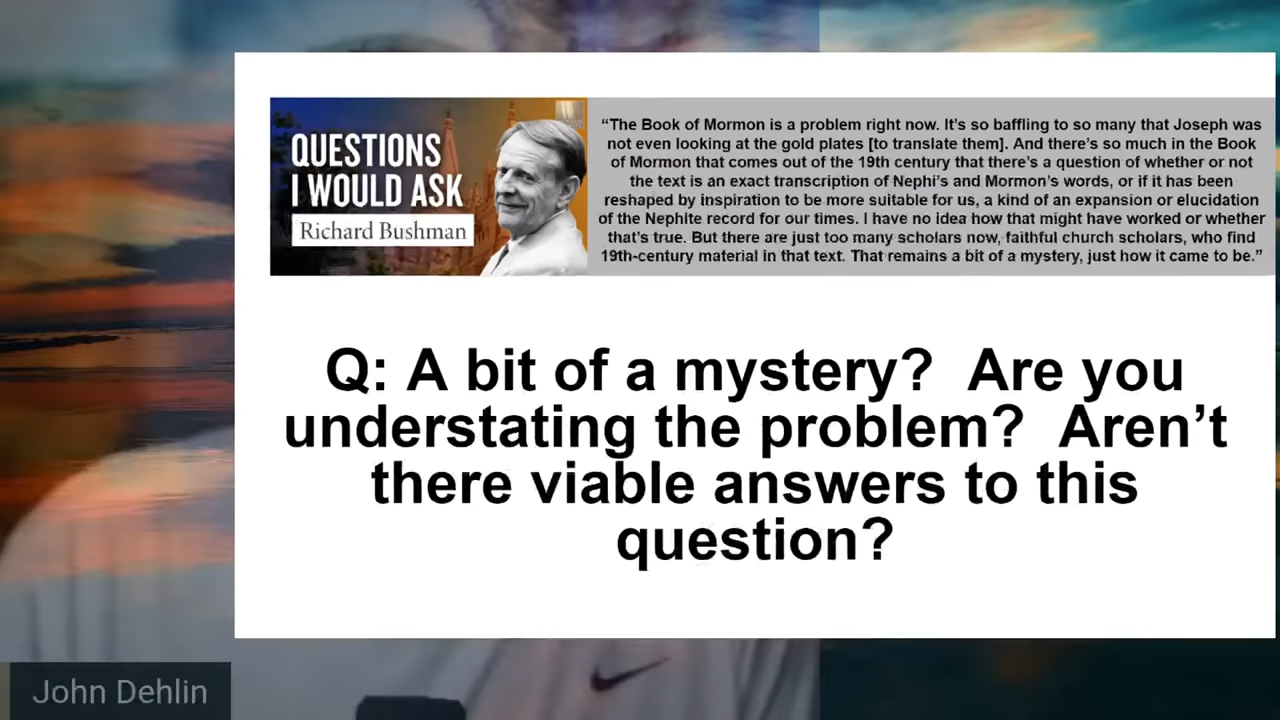 QUESTIONS
I WOULD ASK
Richard Bushman
“The Book of Mormon is a problem right now. It’s so baffling to so many that Joseph was
not even looking at the gold plates [to translate them]. And there’s so much in the Book
of Mormon that comes out of the 19th century that there’s a question of whether or not
the text is an exact transcription of Nephi’s and Mormon’s words, or if it has been
reshaped by inspiration to be more suitable for us, a kind of an expansion or elucidation
of the Nephite record for our times. I have no idea how that might have worked or whether
that’s true. But there are just too many scholars now, faithful church scholars, who find
19th-century material in that text. That remains a bit of a mystery, just how it came to be.”
Q: A bit of a mystery? Are you
understating the problem? Aren’t
there viable answers to this
question?
John Dehlin